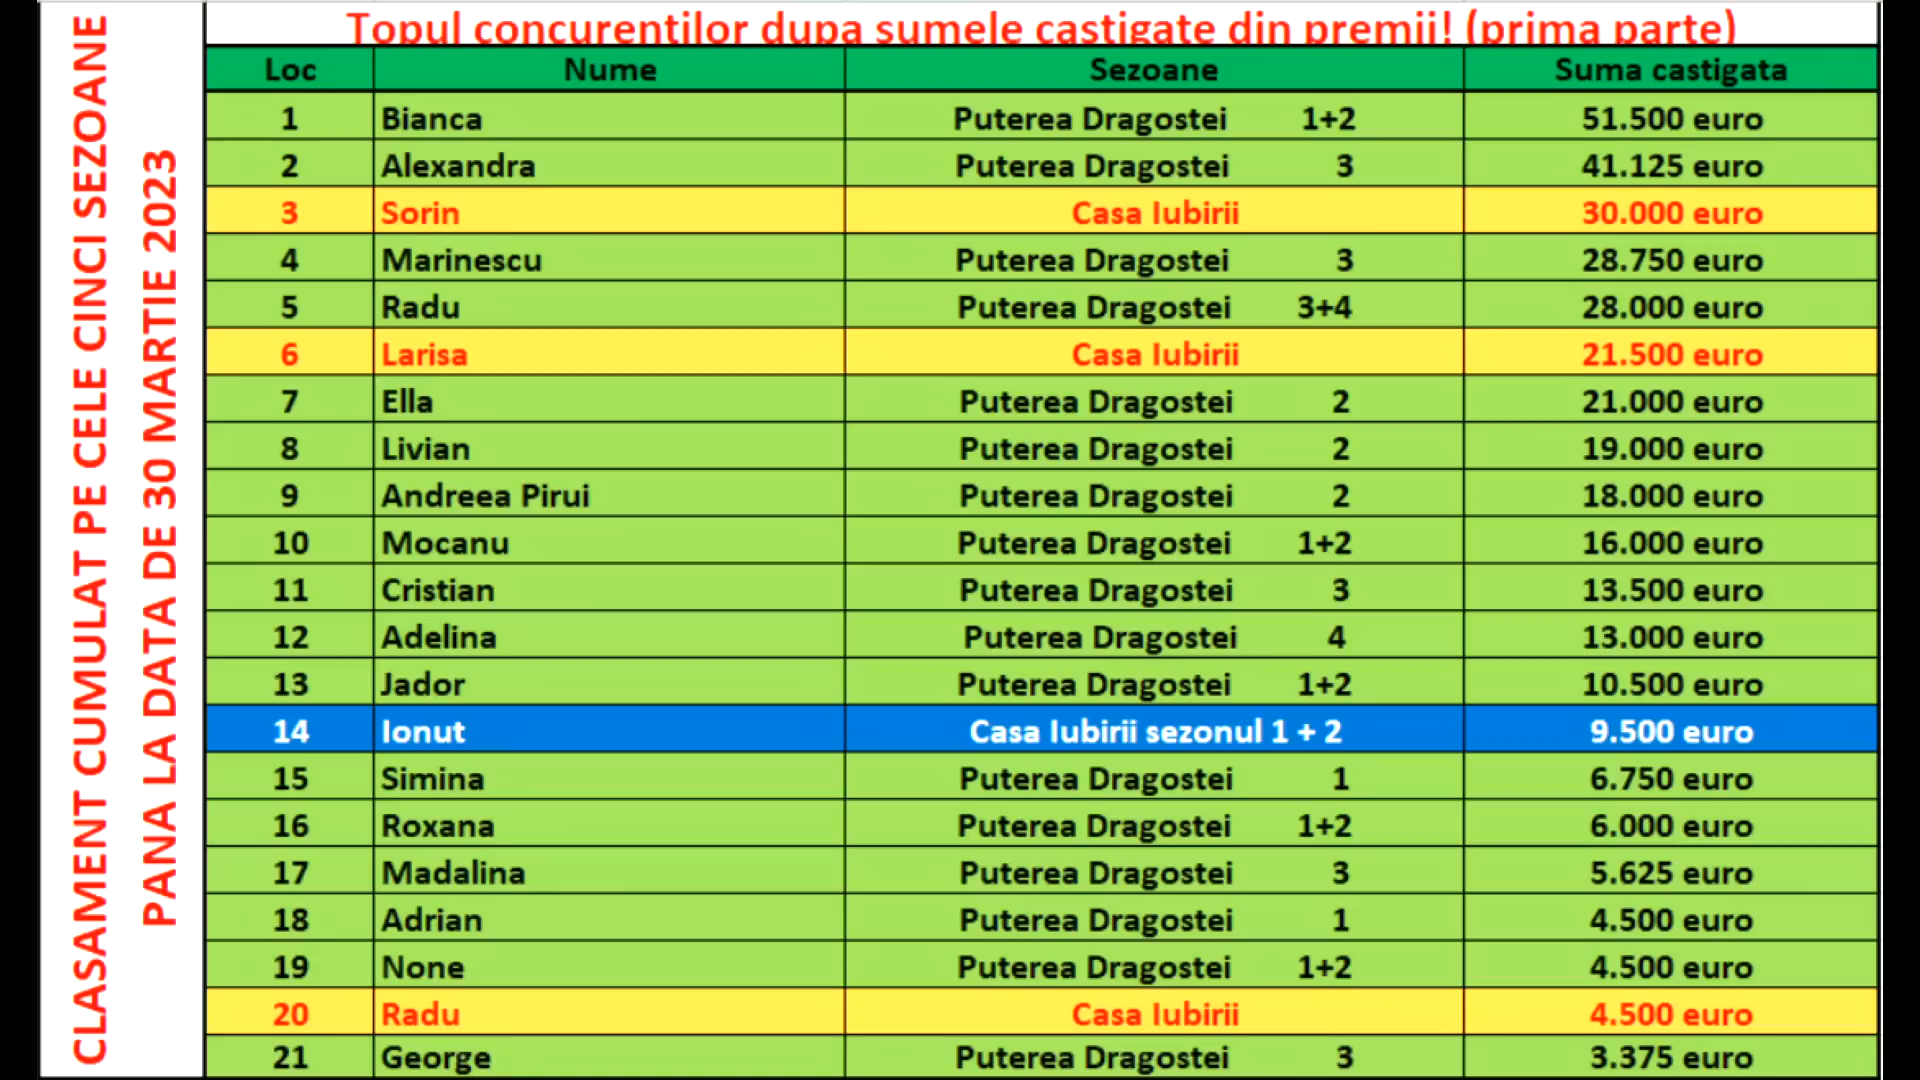 CLASAMENT CUMULAT PE CELE CINCI SEZOANE
PANA LA DATA DE 30 MARTIE 2023
Topul concurentilor dupa sumele castigate din premii! (prima parte)
Loc Nume Sezoane Suma castigata
1 Bianca Puterea Dragostei 1+2 51.500 euro
2 Alexandra Puterea Dragostei 3 41.125 euro
3 Sorin Casa Iubirii 30.000 euro
4 Marinescu Puterea Dragostei 3 28.750 euro
5 Radu Puterea Dragostei 3+4 28.000 euro
6 Larisa Casa Iubirii 21.500 euro
7 Ella Puterea Dragostei 2 21.000 euro
8 Livian Puterea Dragostei 2 19.000 euro
9 Andreea Pirui Puterea Dragostei 2 18.000 euro
10 Mocanu Puterea Dragostei 1+2 16.000 euro
11 Cristian Puterea Dragostei 3 13.500 euro
12 Adelina Puterea Dragostei 4 13.000 euro
13 Jador Puterea Dragostei 1+2 10.500 euro
14 Ionut Casa Iubirii sezonul 1 + 2 9.500 euro
15 Simina Puterea Dragostei 1 6.750 euro
16 Roxana Puterea Dragostei 1+2 6.000 euro
17 Madalina Puterea Dragostei 3 5.625 euro
18 Adrian Puterea Dragostei 1 4.500 euro
19 None Puterea Dragostei 1+2 4.500 euro
20 Radu Casa Iubirii 4.500 euro
21 George Puterea Dragostei 3 3.375 euro